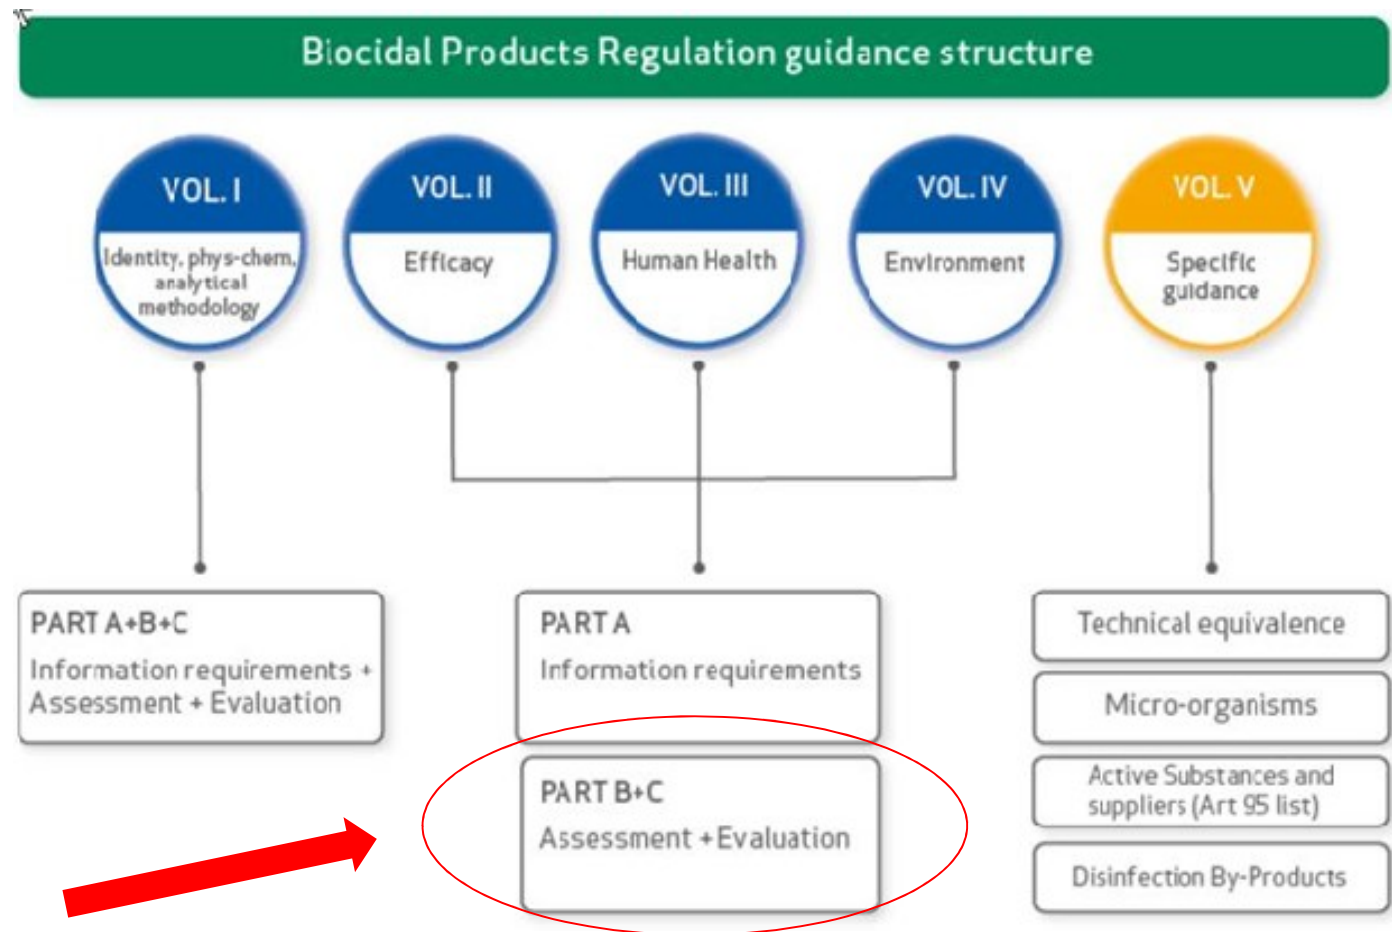 Biocidal Products Regulation guidance structure
VOL. I
Identity, phys-chem,
analytical
methodology
VOL. II
Efficacy
VOL. III
Human Health
VOL. IV
Environment
VOL. V
Specific
guidance
PART A+B+C
Information requirements +
Assessment + Evaluation
PART A
Information requirements
PART B+C
Assessment +Evaluation
Technical equivalence
Micro-organisms
Active Substances and
suppliers (Art 95 list)
Disinfection By-Products